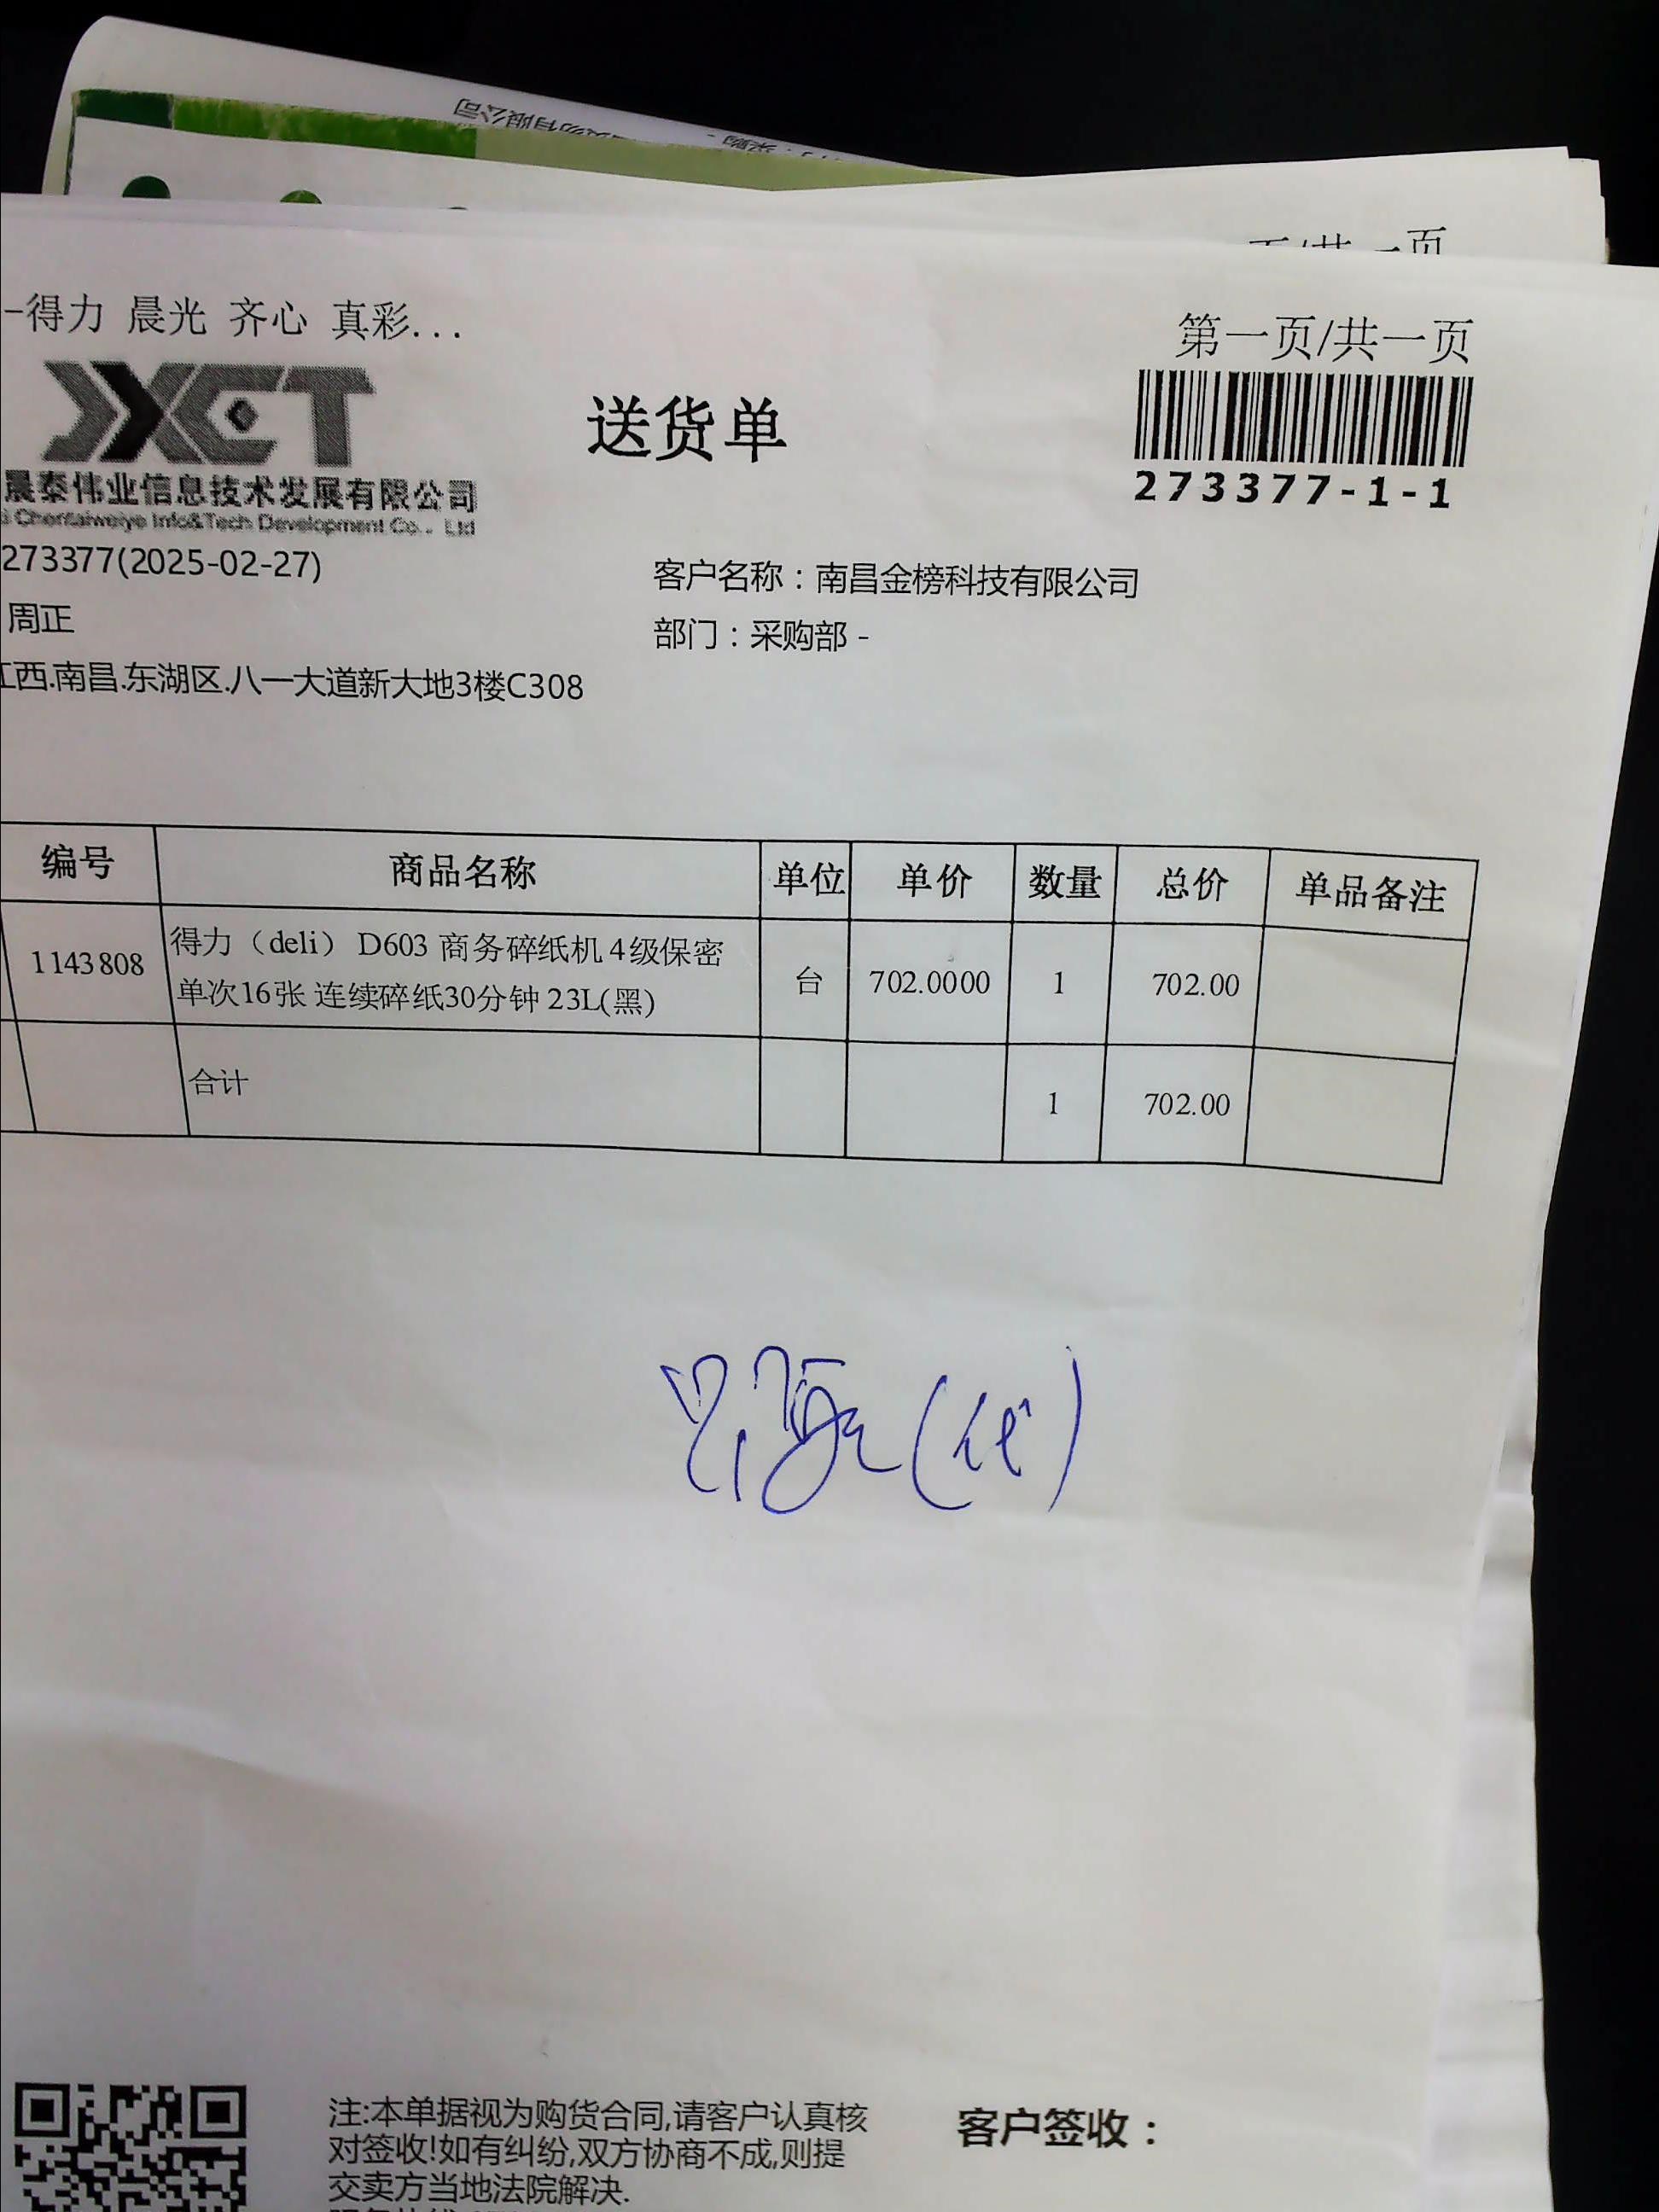 -得力 晨光 齐心 真彩...
第一页/共一页
XCT
送货单
273377-1-1
晨泰伟业信息技术发展有限公司
i Chentaiweiye Info&Tech Development Co., Ltd
273377(2025-02-27)
客户名称：南昌金榜科技有限公司
周正
部门：采购部 -
江西.南昌.东湖区.八一大道新大地3楼C308
编号 商品名称 单位 单价 数量 总价 单品备注
1143808 得力（deli） D603 商务碎纸机 4级保密 台 702.0000 1 702.00
单次16张 连续碎纸30分钟 23L(黑)
合计 1 702.00
(代)
注:本单据视为购货合同,请客户认真核
对签收!如有纠纷,双方协商不成,则提
交卖方当地法院解决.
客户签收：